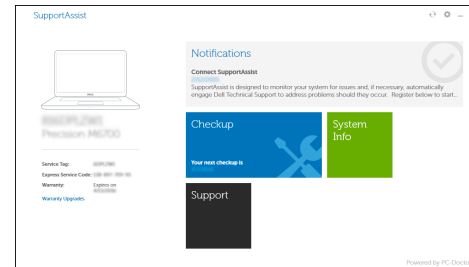 SupportAssist
Notifications
Connect SupportAssist
SupportAssist is designed to monitor your system for issues and, if necessary, automatically
engage Dell Technical Support to address problems should they occur. Register below to start...
Precision M6700
Checkup
Your next checkup is
System
Info
Service Tag:
Express Service Code:
Warranty: Expires on
Warranty Upgrades
Support
Powered by PC-Docto